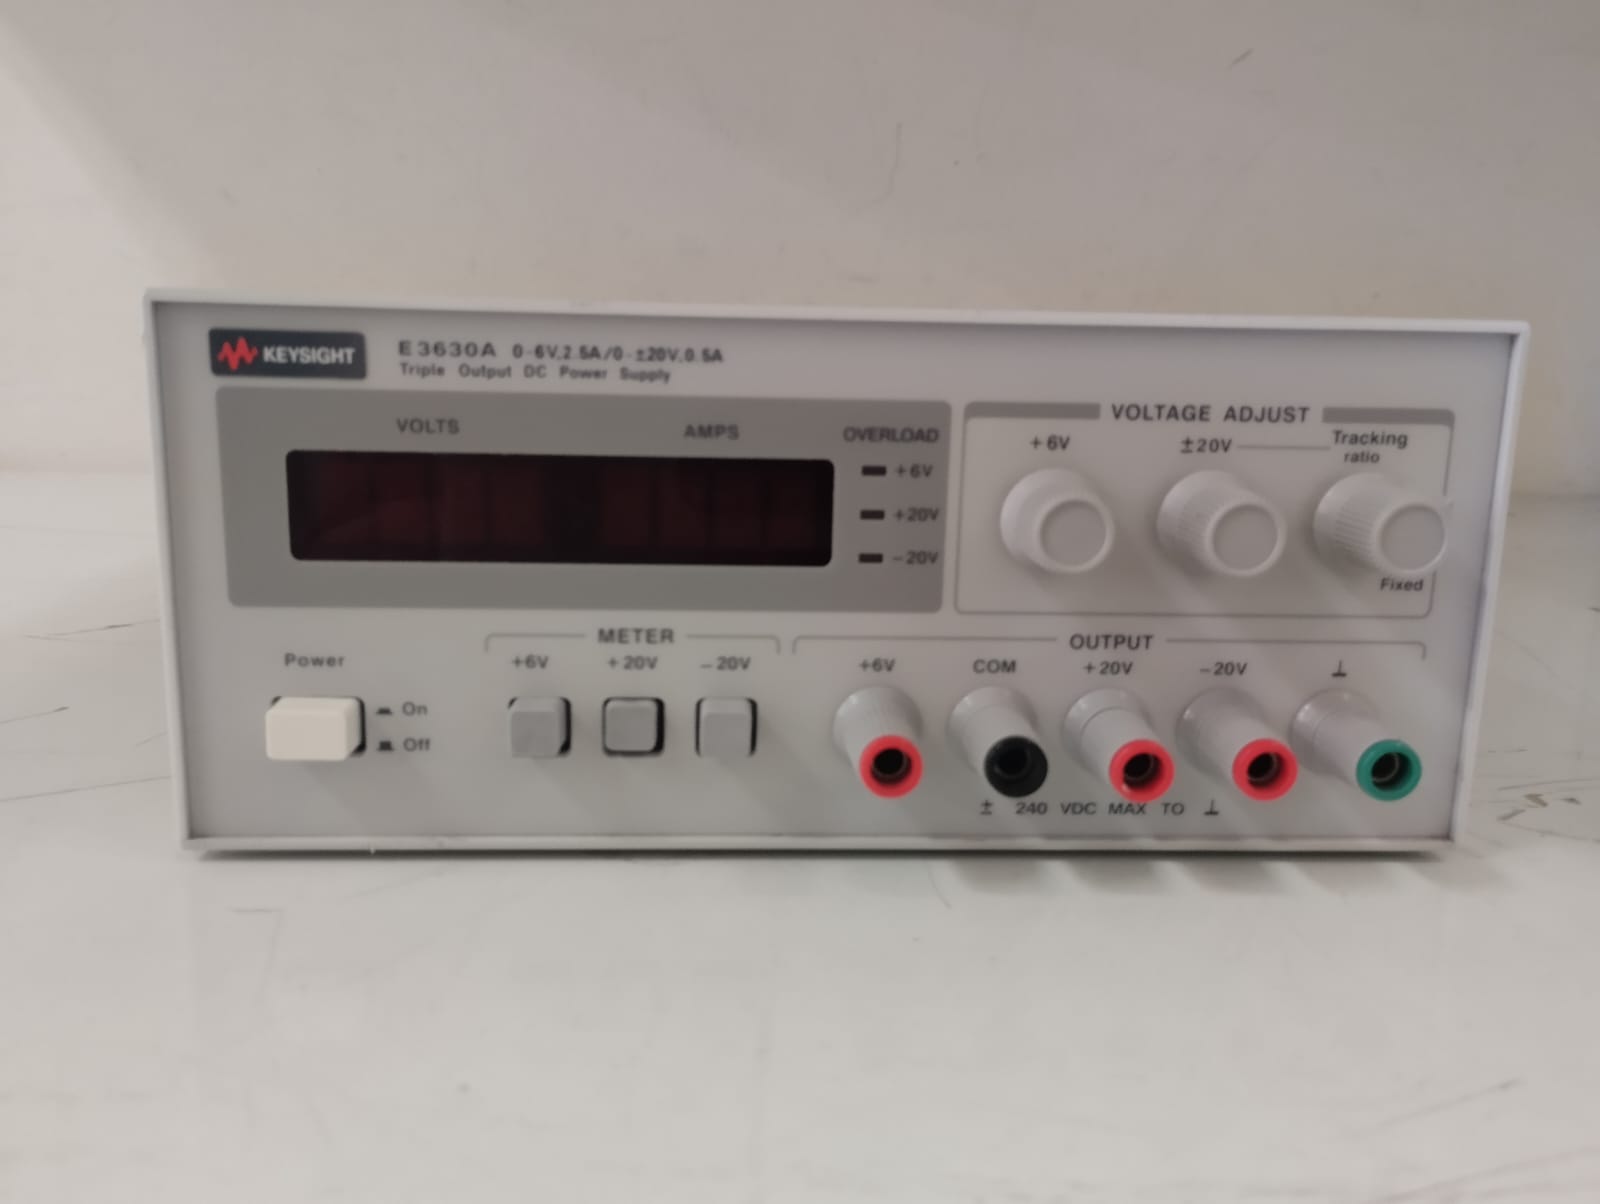 KEYSIGHT
E3630A 0-6V,2.5A/0-±20V,0.5A
Triple Output DC Power Supply
VOLTS
AMPS
OVERLOAD
+6V
+20V
-20V
VOLTAGE ADJUST
+6V
±20V
Tracking
ratio
Fixed
Power
On
Off
METER
+6V
+20V
-20V
OUTPUT
+6V
COM
+20V
-20V
⊥
± 240 VDC MAX TO ⊥